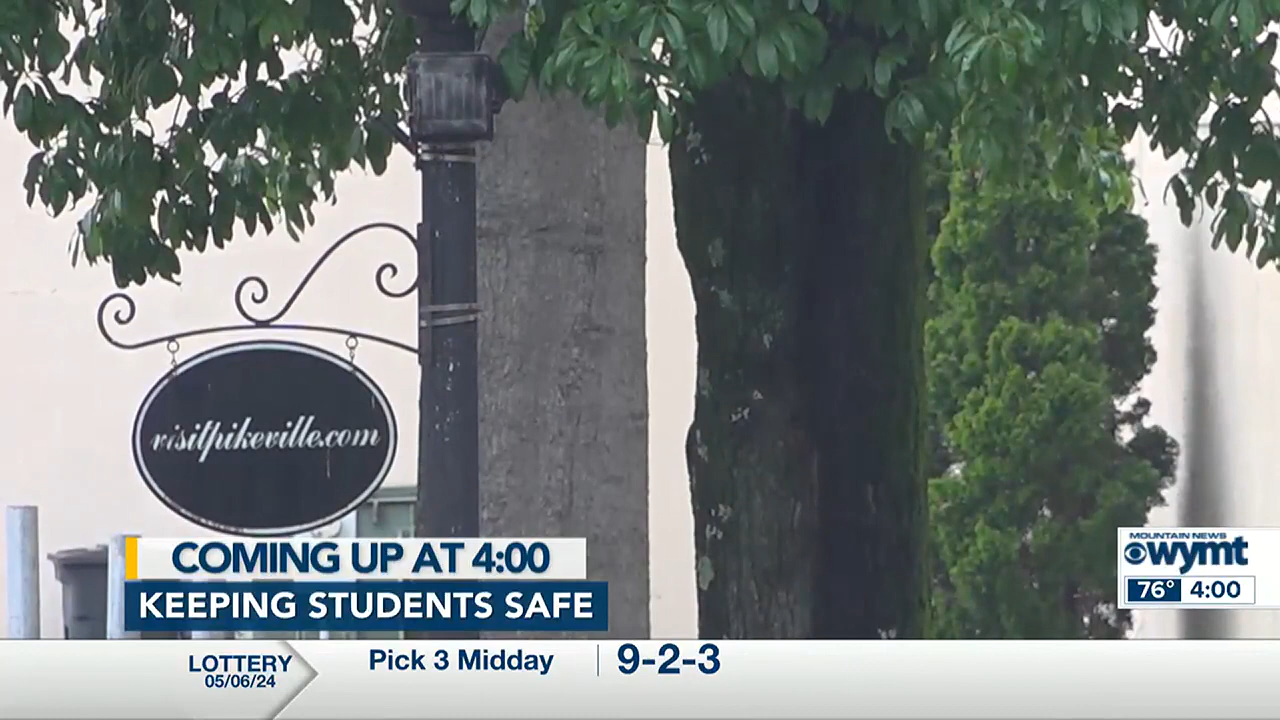 visitpikeville.com
COMING UP AT 4:00
KEEPING STUDENTS SAFE
MOUNTAIN NEWS
wymt
76° 4:00
LOTTERY
05/06/24
Pick 3 Midday
9-2-3